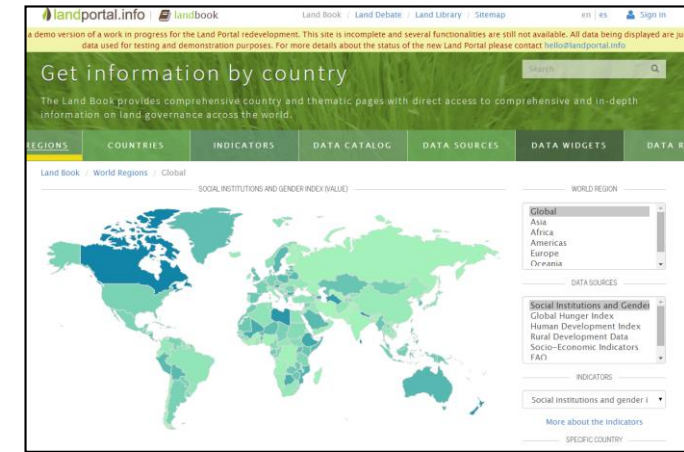 landportal.info landbook Land Book / Land Debate / Land Library / Sitemap en | es Sign in
a demo version of a work in progress for the Land Portal redevelopment. This site is incomplete and several functionalities are still not available. All data being displayed are ju
data used for testing and demonstration purposes. For more details about the status of the new Land Portal please contact hello@landportal.info
Get information by country
Search
The Land Book provides comprehensive country and thematic pages with direct access to comprehensive and in-depth
information on land governance across the world.
REGIONS COUNTRIES INDICATORS DATA CATALOG DATA SOURCES DATA WIDGETS DATA R
Land Book / World Regions / Global
SOCIAL INSTITUTIONS AND GENDER INDEX (VALUE)
WORLD REGION
Global
Asia
Africa
Americas
Europe
Oceania
DATA SOURCES
Social Institutions and Gender
Global Hunger Index
Human Development Index
Rural Development Data
Socio-Economic Indicators
FAO
INDICATORS
Social institutions and gender i
More about the indicators
SPECIFIC COUNTRY